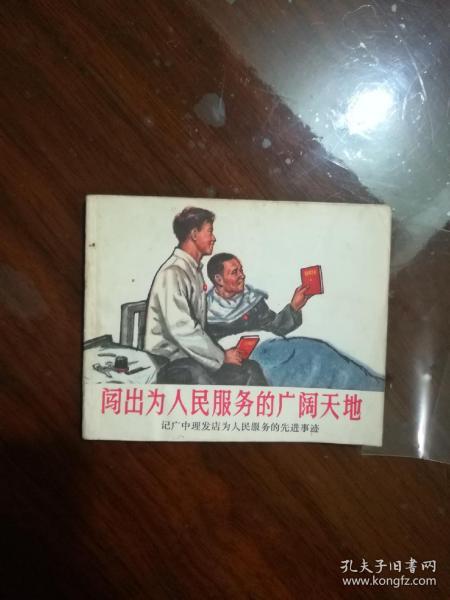 闯出为人民服务的广阔天地
记广中理发店为人民服务的先进事迹
孔夫子旧书网
www.kongfz.com